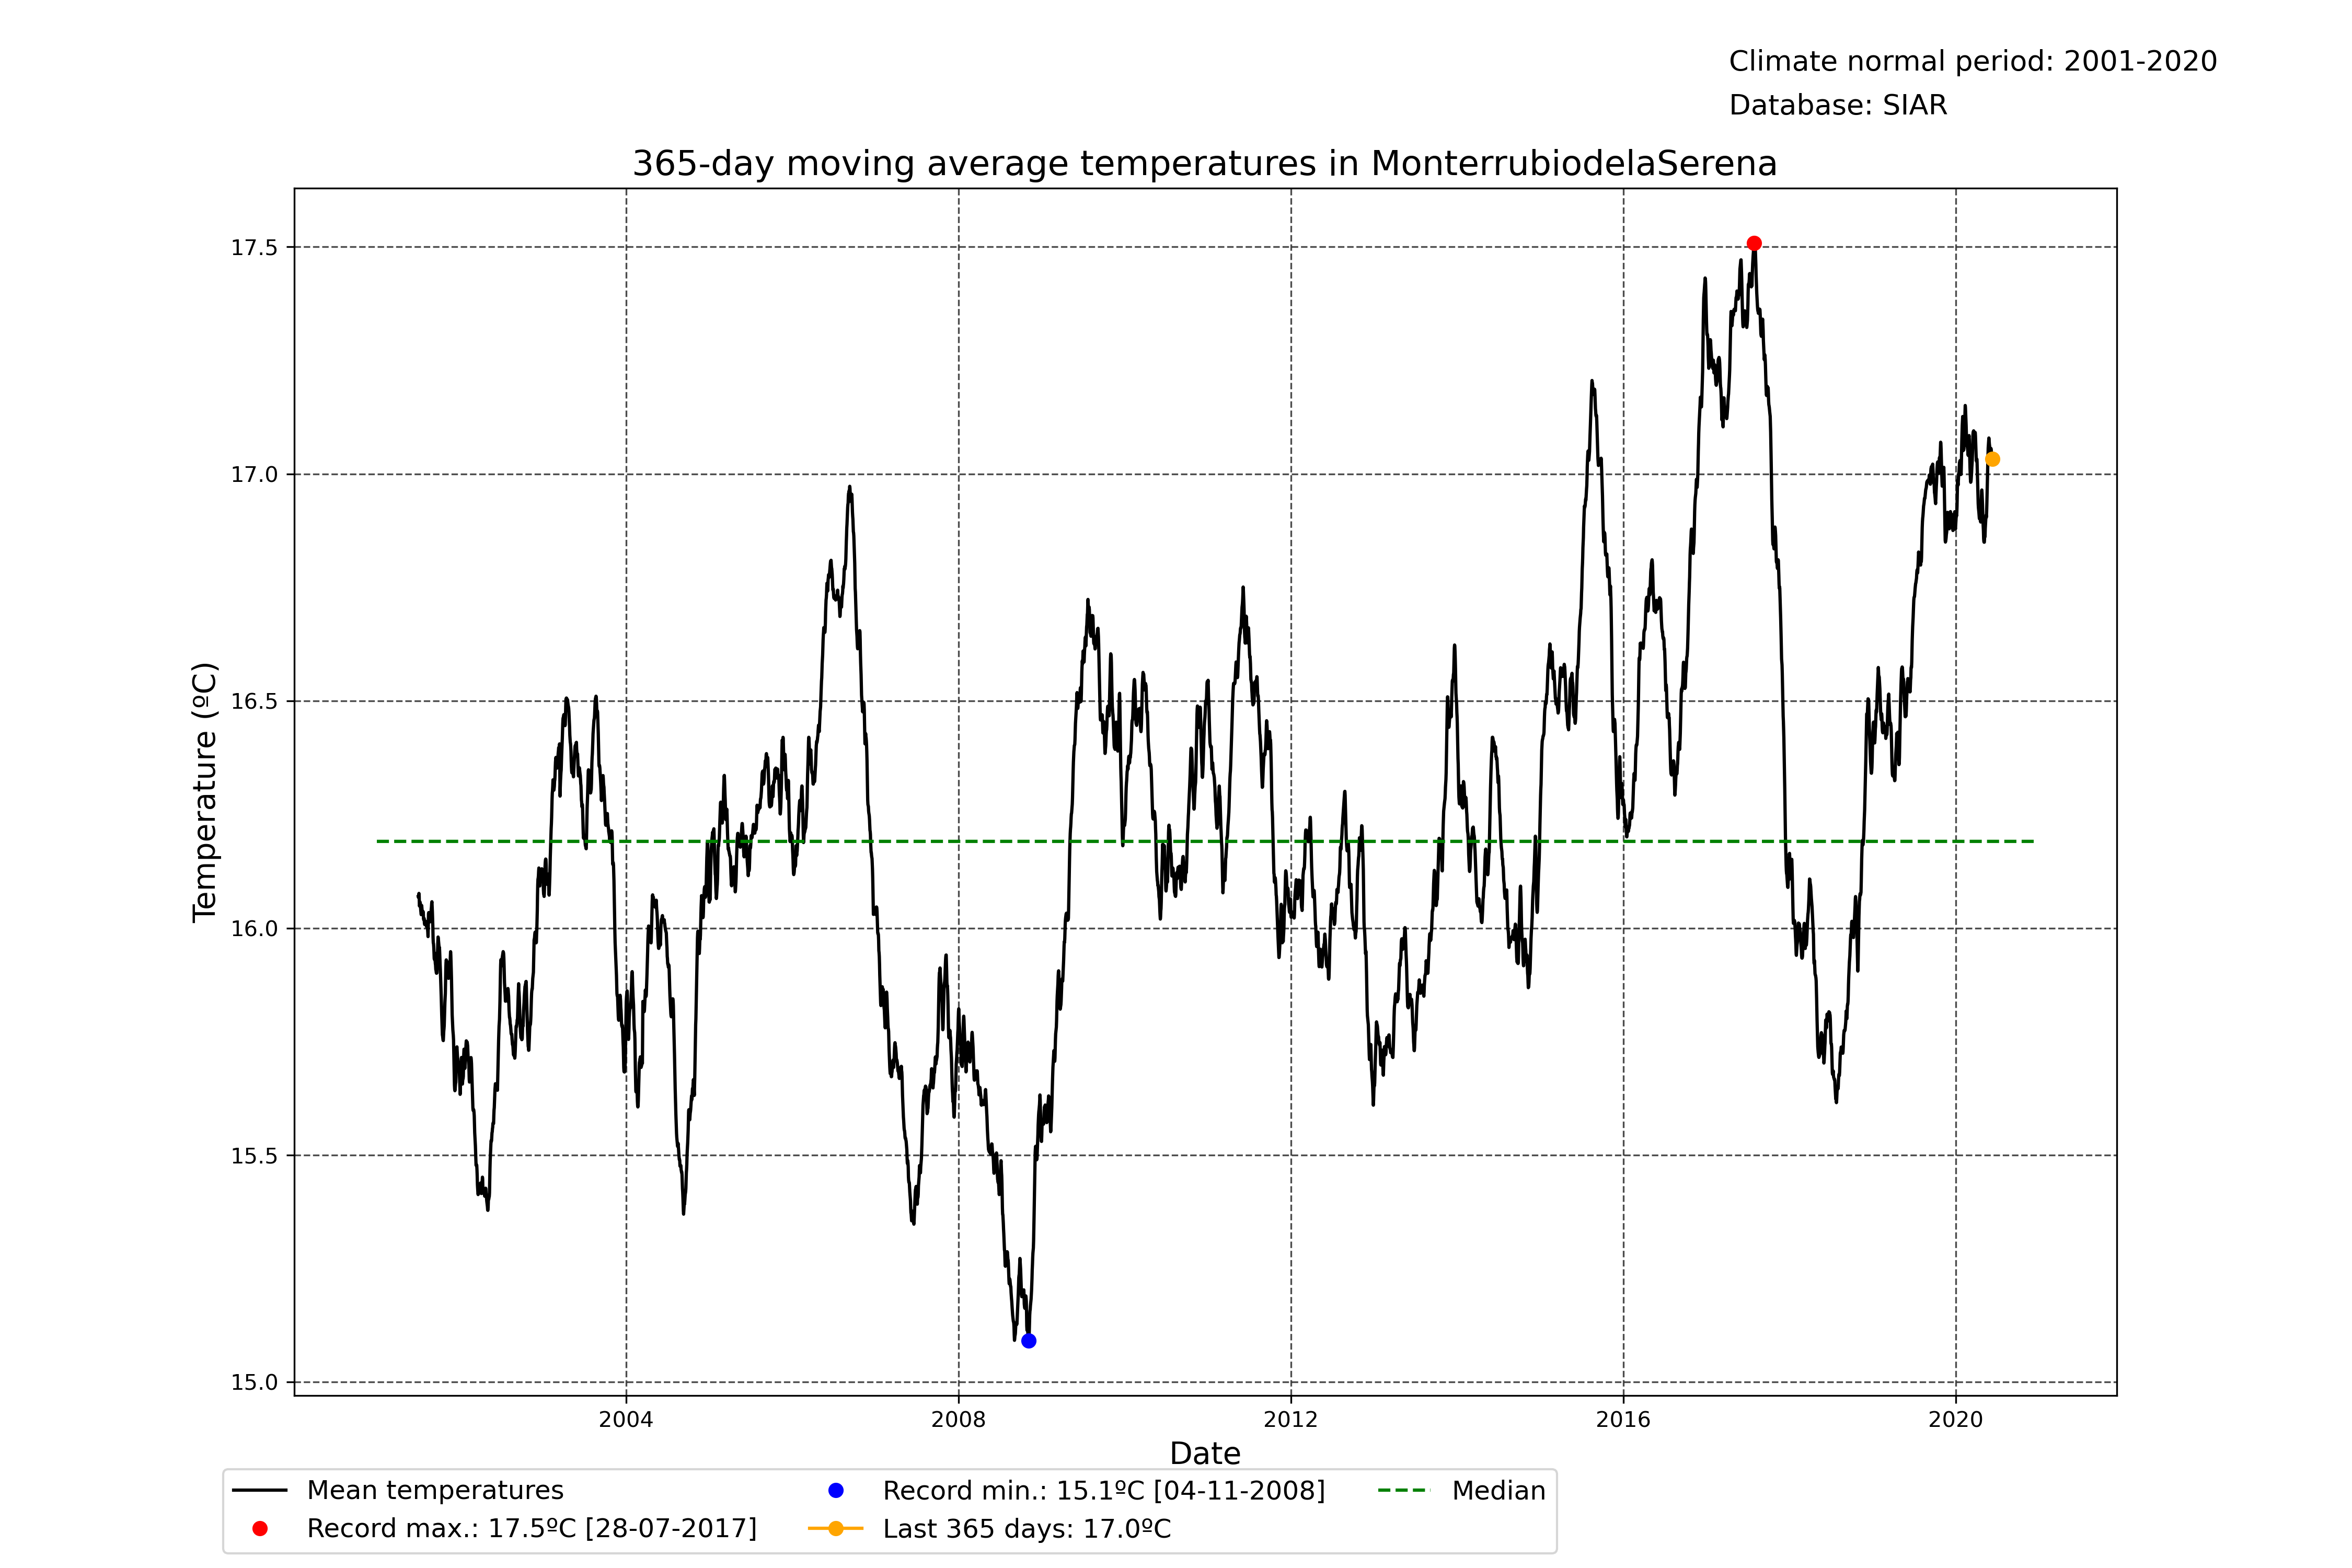 Climate normal period: 2001-2020
Database: SIAR
365-day moving average temperatures in MonterrubiodelaSerena
17.5
17.0
16.5
16.0
15.5
15.0
Temperature (ºC)
2004
2008
2012
2016
2020
Date
Mean temperatures
Record max.: 17.5ºC [28-07-2017]
Record min.: 15.1ºC [04-11-2008]
Last 365 days: 17.0ºC
Median